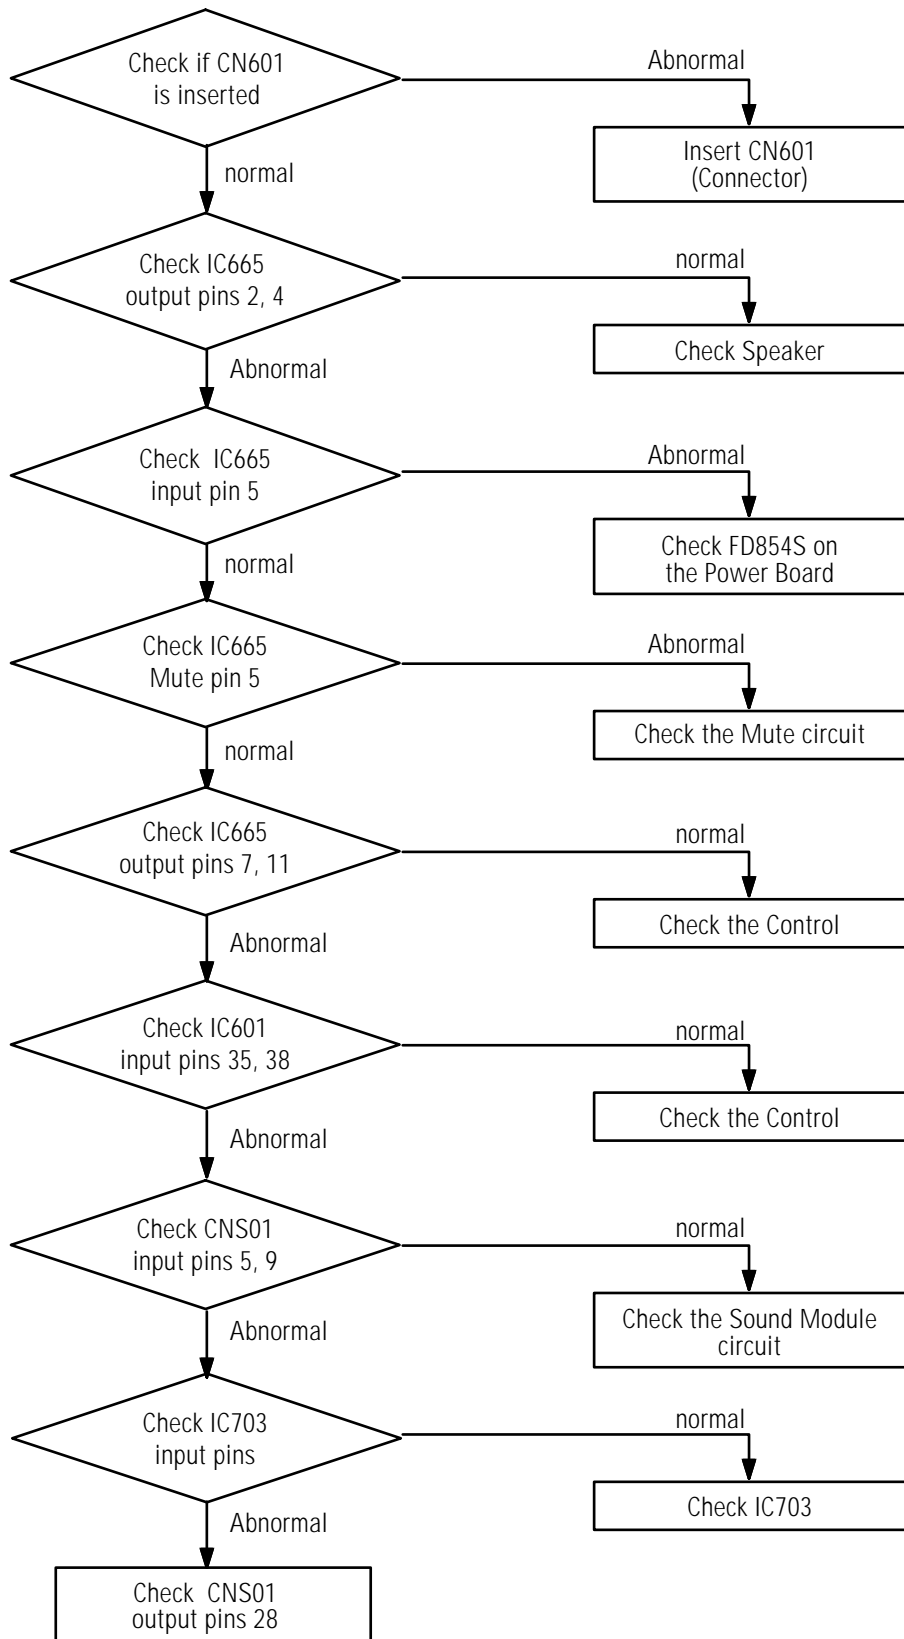 Check if CN601
is inserted
Abnormal
Insert CN601
(Connector)
normal
Check IC665
output pins 2, 4
normal
Check Speaker
Abnormal
Check IC665
input pin 5
Abnormal
Check FD854S on
the Power Board
normal
Check IC665
Mute pin 5
Abnormal
Check the Mute circuit
normal
Check IC665
output pins 7, 11
normal
Check the Control
Abnormal
Check IC601
input pins 35, 38
normal
Check the Control
Abnormal
Check CNS01
input pins 5, 9
normal
Check the Sound Module
circuit
Abnormal
Check IC703
input pins
normal
Check IC703
Abnormal
Check CNS01
output pins 28